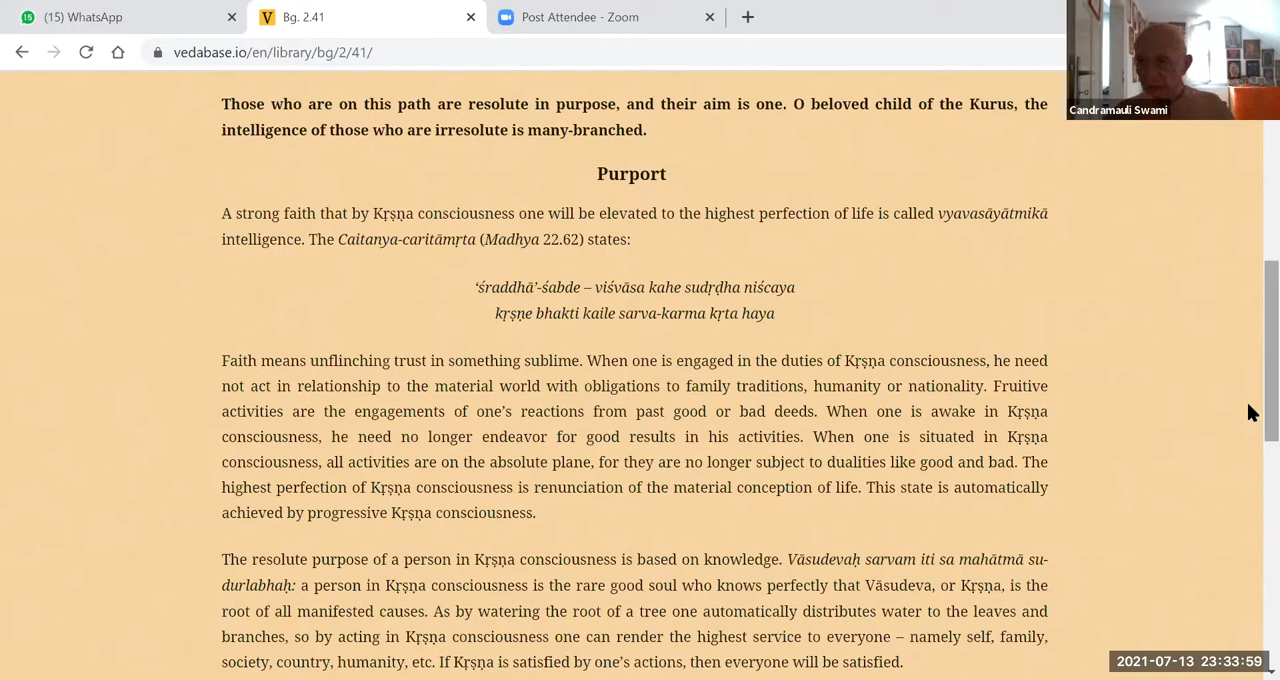 (15) WhatsApp
Bg. 2.41
Post Attendee - Zoom
vedabase.io/en/library/bg/2/41/
Candramauli Swami
Those who are on this path are resolute in purpose, and their aim is one. O beloved child of the Kurus, the
intelligence of those who are irresolute is many-branched.
Purport
A strong faith that by Kṛṣṇa consciousness one will be elevated to the highest perfection of life is called vyavasāyātmikā
intelligence. The Caitanya-caritāmṛta (Madhya 22.62) states:
‘śraddhā’-śabde – viśvāsa kahe sudṛḍha niścaya
kṛṣṇe bhakti kaile sarva-karma kṛta haya
Faith means unflinching trust in something sublime. When one is engaged in the duties of Kṛṣṇa consciousness, he need
not act in relationship to the material world with obligations to family traditions, humanity or nationality. Fruitive
activities are the engagements of one’s reactions from past good or bad deeds. When one is awake in Kṛṣṇa
consciousness, he need no longer endeavor for good results in his activities. When one is situated in Kṛṣṇa
consciousness, all activities are on the absolute plane, for they are no longer subject to dualities like good and bad. The
highest perfection of Kṛṣṇa consciousness is renunciation of the material conception of life. This state is automatically
achieved by progressive Kṛṣṇa consciousness.
The resolute purpose of a person in Kṛṣṇa consciousness is based on knowledge. Vāsudevaḥ sarvam iti sa mahātmā su-
durlabhaḥ: a person in Kṛṣṇa consciousness is the rare good soul who knows perfectly that Vāsudeva, or Kṛṣṇa, is the
root of all manifested causes. As by watering the root of a tree one automatically distributes water to the leaves and
branches, so by acting in Kṛṣṇa consciousness one can render the highest service to everyone – namely self, family,
society, country, humanity, etc. If Kṛṣṇa is satisfied by one’s actions, then everyone will be satisfied.
2021-07-13 23:33:59